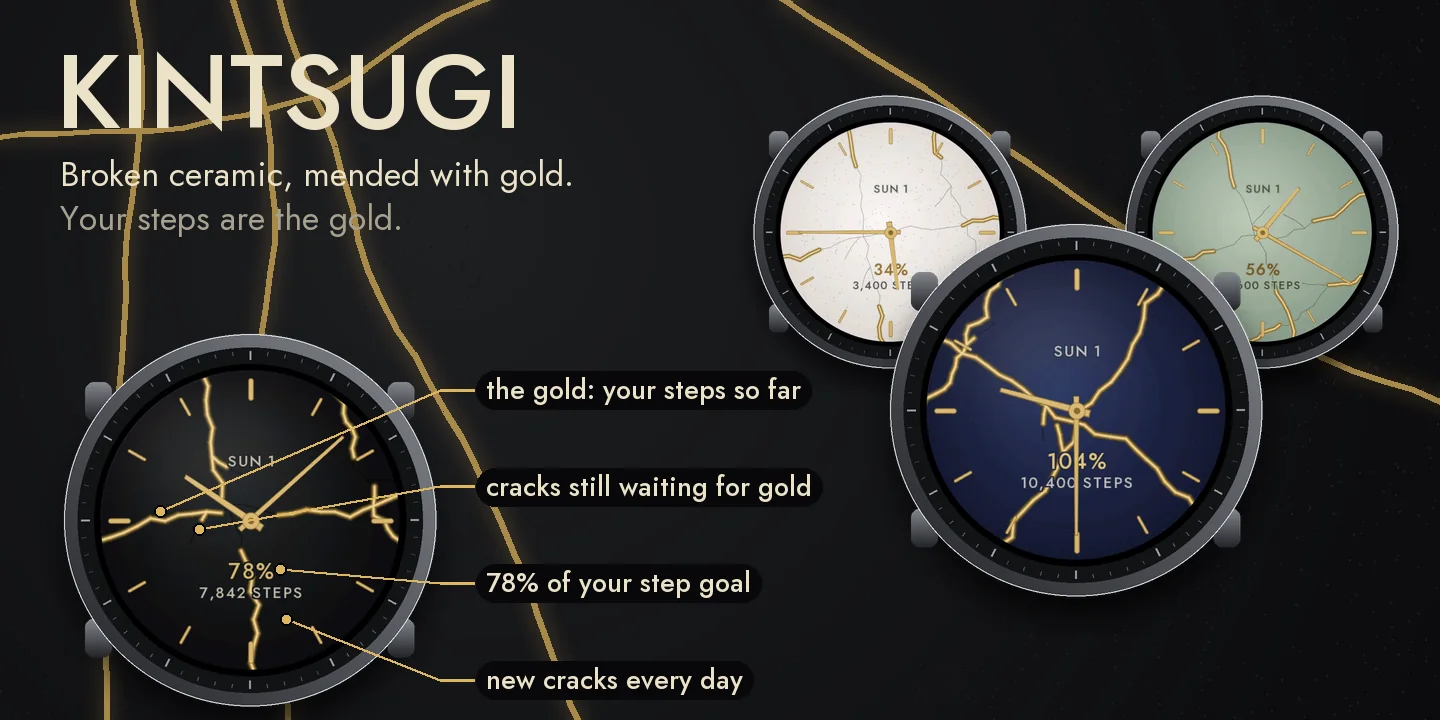 KINTSUGI
Broken ceramic, mended with gold.
Your steps are the gold.
SUN 1
78%
7,842 STEPS
the gold: your steps so far
cracks still waiting for gold
78% of your step goal
new cracks every day
SUN 1
34%
3,400 STE
SUN 1
104%
10,400 STEPS
SUN 1
56%
600 STEPS